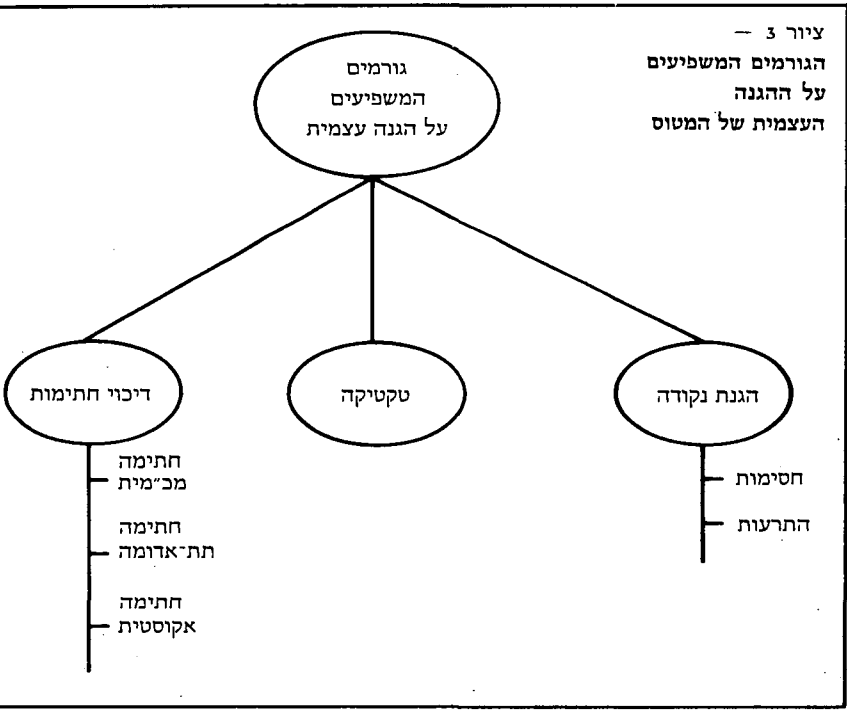 ציור 3 —
הגורמים המשפיעים
על ההגנה
העצמית של המטוס
גורמים
המשפיעים
על הגנה עצמית
הגנת נקודה
טקטיקה
דיכוי חתימות
חסימות
התרעות
חתימה
מכ״מית
חתימה
תת־אדומה
חתימה
אקוסטית